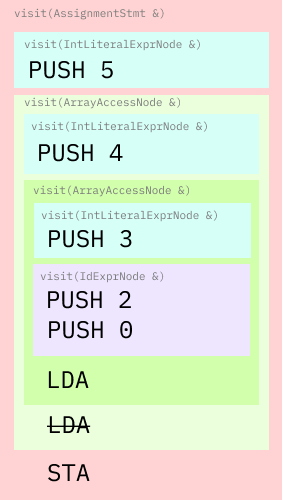 visit(AssignmentStmt &)
visit(IntLiteralExprNode &)
PUSH 5
visit(ArrayAccessNode &)
visit(IntLiteralExprNode &)
PUSH 4
visit(ArrayAccessNode &)
visit(IntLiteralExprNode &)
PUSH 3
visit(IdExprNode &)
PUSH 2
PUSH 0
LDA
LDA
STA